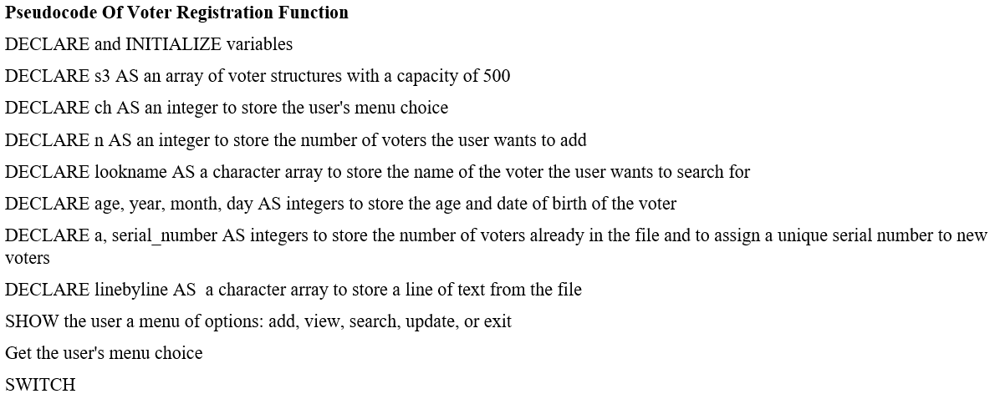 Pseudocode Of Voter Registration Function
DECLARE and INITIALIZE variables
DECLARE s3 AS an array of voter structures with a capacity of 500
DECLARE ch AS an integer to store the user's menu choice
DECLARE n AS an integer to store the number of voters the user wants to add
DECLARE lookname AS a character array to store the name of the voter the user wants to search for
DECLARE age, year, month, day AS integers to store the age and date of birth of the voter
DECLARE a, serial_number AS integers to store the number of voters already in the file and to assign a unique serial number to new
voters
DECLARE linebyline AS  a character array to store a line of text from the file
SHOW the user a menu of options: add, view, search, update, or exit
Get the user's menu choice
SWITCH